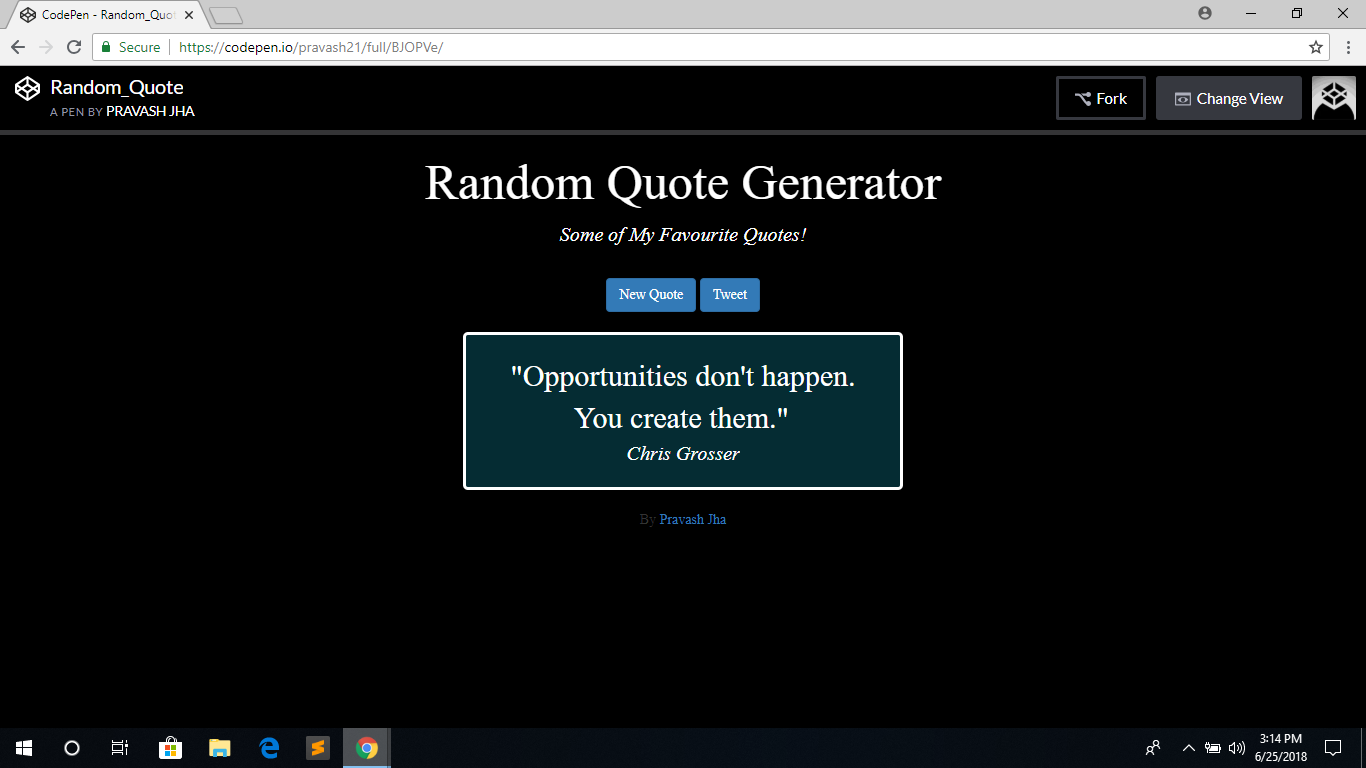 CodePen - Random_Quot
Secure
https://codepen.io/pravash21/full/BJOPVe/
Random_Quote
A PEN BY PRAVASH JHA
Fork
Change View
Random Quote Generator
Some of My Favourite Quotes!
New Quote
Tweet
"Opportunities don't happen.
You create them."
Chris Grosser
By Pravash Jha
3:14 PM
6/25/2018